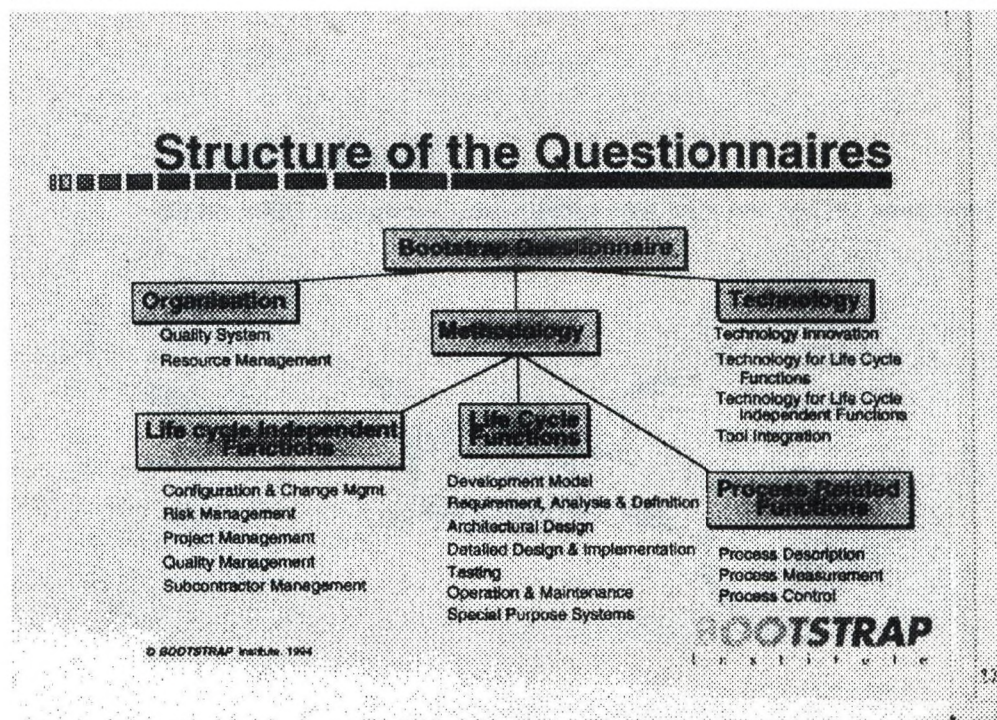 Structure of the Questionnaires
Bootstrap Questionnaire
Organisation
Quality System
Resource Management
Methodology
Technology
Technology Innovation
Technology for Life Cycle
Functions
Technology for Life Cycle
Independent Functions
Tool Integration
Life cycle Independent
Functions
Configuration & Change Mgmt.
Risk Management
Project Management
Quality Management
Subcontractor Management
Life Cycle
Functions
Development Model
Requirement, Analysis & Definition
Architectural Design
Detailed Design & Implementation
Testing
Operation & Maintenance
Special Purpose Systems
Process Related
Functions
Process Description
Process Measurement
Process Control
BOOTSTRAP
Institute
© BOOTSTRAP Institute, 1994